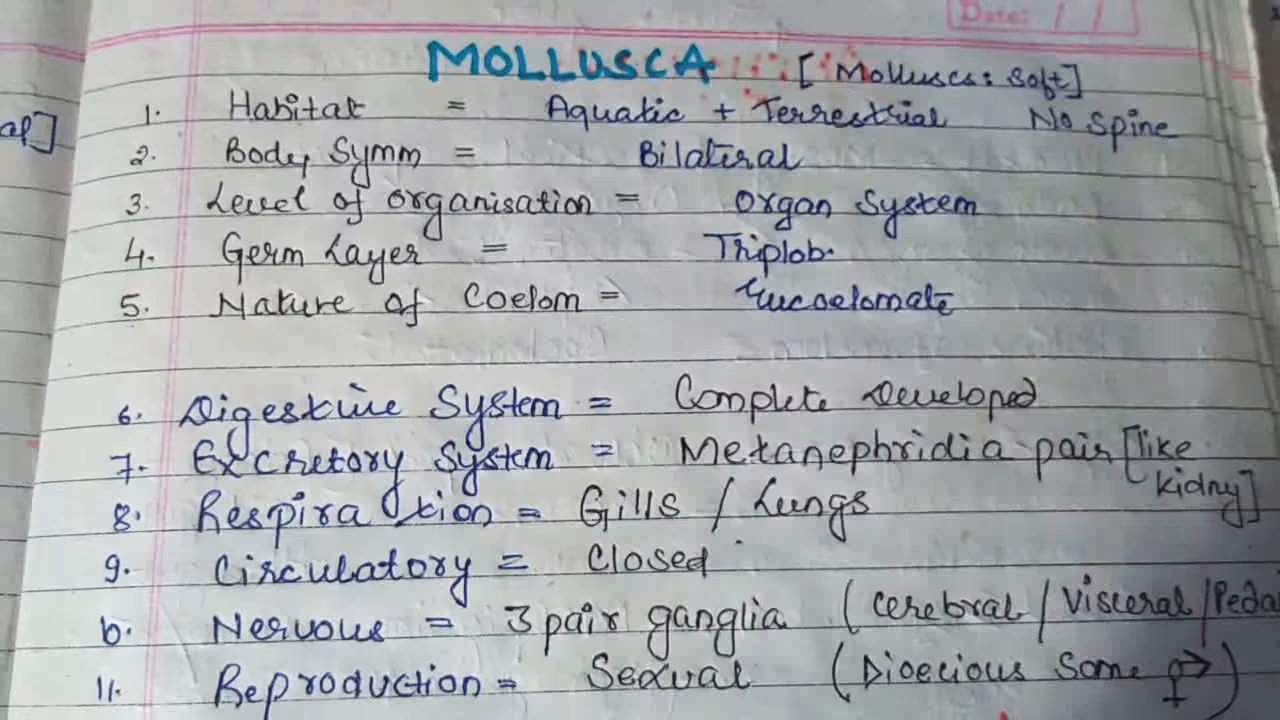 Date: / /
MOLLUSCA [Molluscs: Soft]
1. Habitat = Aquatic + Terrestrial No Spine
2. Body Symm = Bilateral
3. Level of organisation = Organ System
4. Germ Layer = Triplob.
5. Nature of Coelom = Eucoelomate
6. Digestive System = Complete Developed
7. Excretory System = Metanephridia pair [like kidny]
8. Respiration = Gills / Lungs
9. Circulatory = Closed
10. Nervous = 3 pair ganglia (Cerebral / Visceral / Peda
11. Reproduction = Sexual (Dioecious Some ⚥)